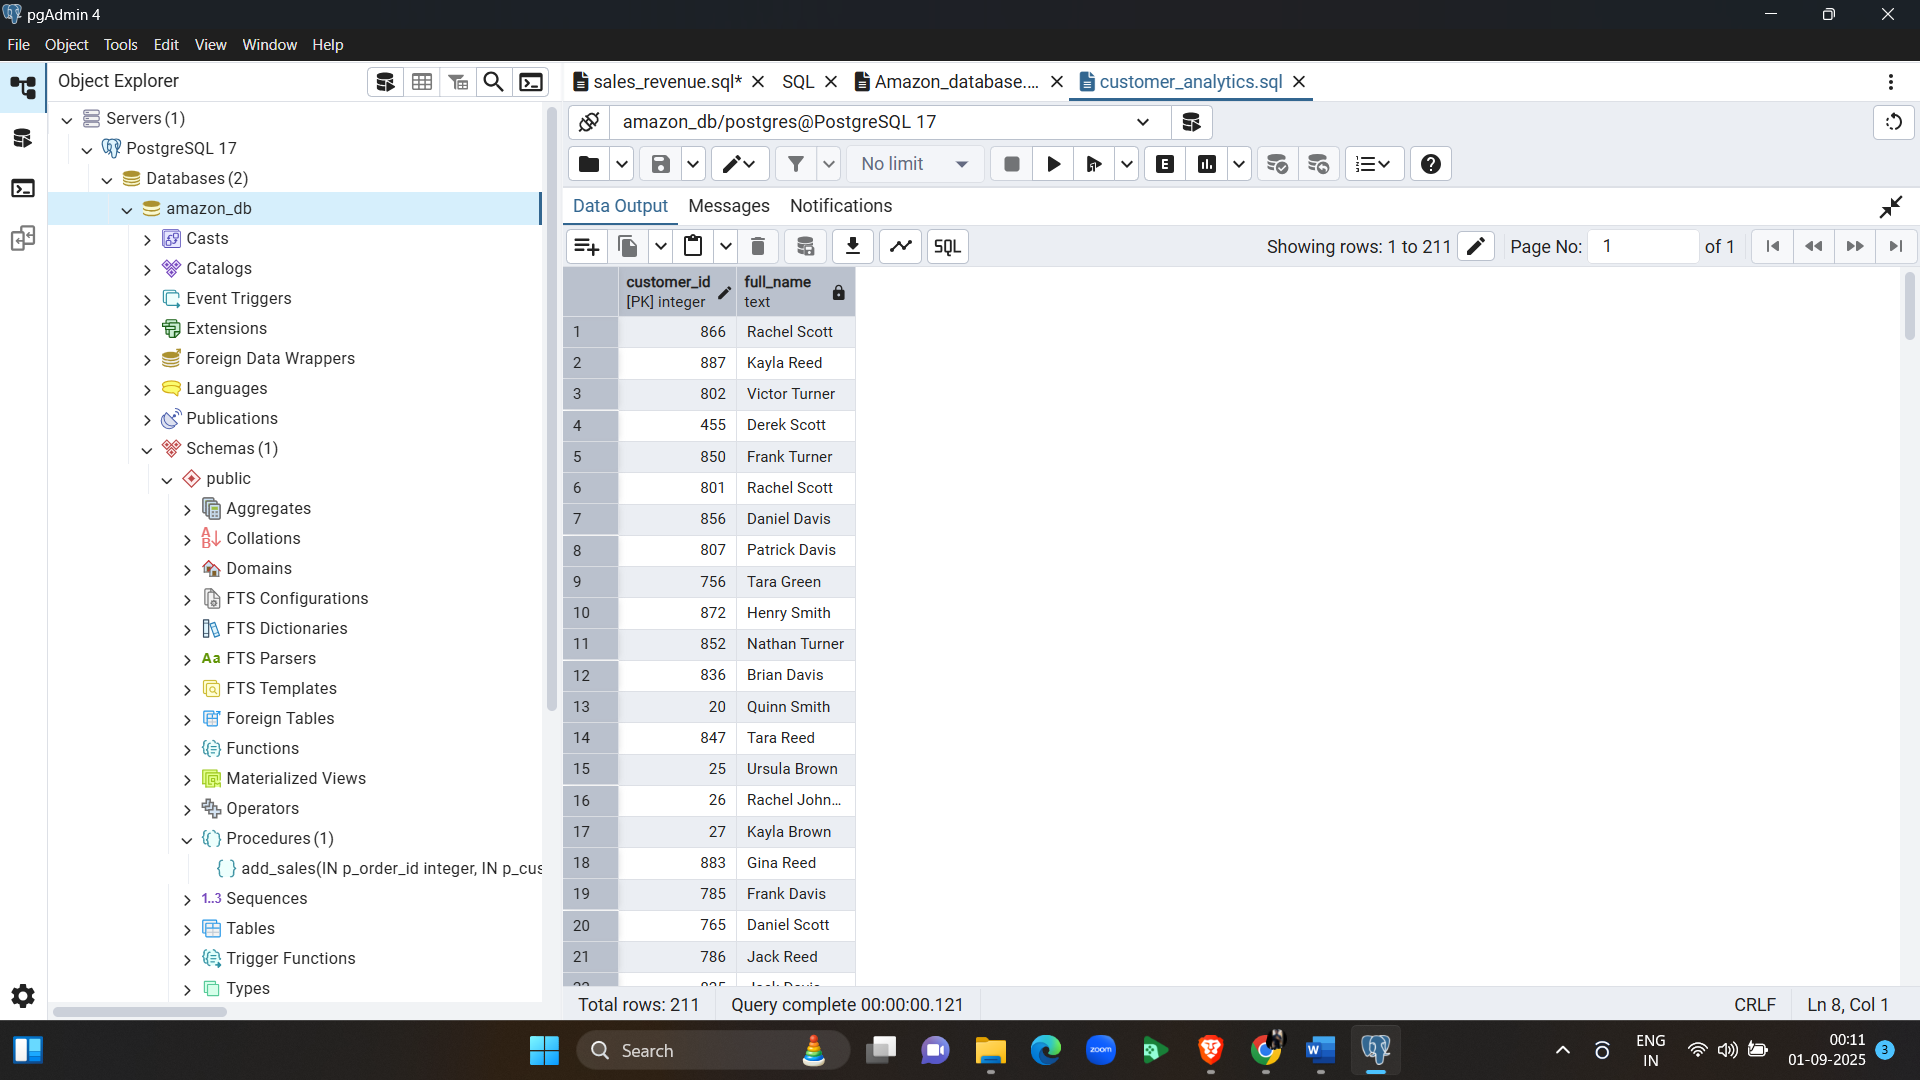 pgAdmin 4
File Object Tools Edit View Window Help
Object Explorer
Servers (1)
PostgreSQL 17
Databases (2)
amazon_db
Casts
Catalogs
Event Triggers
Extensions
Foreign Data Wrappers
Languages
Publications
Schemas (1)
public
Aggregates
Collations
Domains
FTS Configurations
FTS Dictionaries
Aa FTS Parsers
FTS Templates
Foreign Tables
Functions
Materialized Views
Operators
Procedures (1)
add_sales(IN p_order_id integer, IN p_cus
1..3 Sequences
Tables
Trigger Functions
Types
sales_revenue.sql* SQL Amazon_database.... customer_analytics.sql
amazon_db/postgres@PostgreSQL 17
No limit E
Data Output Messages Notifications
SQL Showing rows: 1 to 211 Page No: 1 of 1
customer_id full_name
[PK] integer text
1 866 Rachel Scott
2 887 Kayla Reed
3 802 Victor Turner
4 455 Derek Scott
5 850 Frank Turner
6 801 Rachel Scott
7 856 Daniel Davis
8 807 Patrick Davis
9 756 Tara Green
10 872 Henry Smith
11 852 Nathan Turner
12 836 Brian Davis
13 20 Quinn Smith
14 847 Tara Reed
15 25 Ursula Brown
16 26 Rachel John...
17 27 Kayla Brown
18 883 Gina Reed
19 785 Frank Davis
20 765 Daniel Scott
21 786 Jack Reed
Total rows: 211 Query complete 00:00:00.121 CRLF Ln 8, Col 1
Search zoom W ENG 00:11
IN 01-09-2025 3